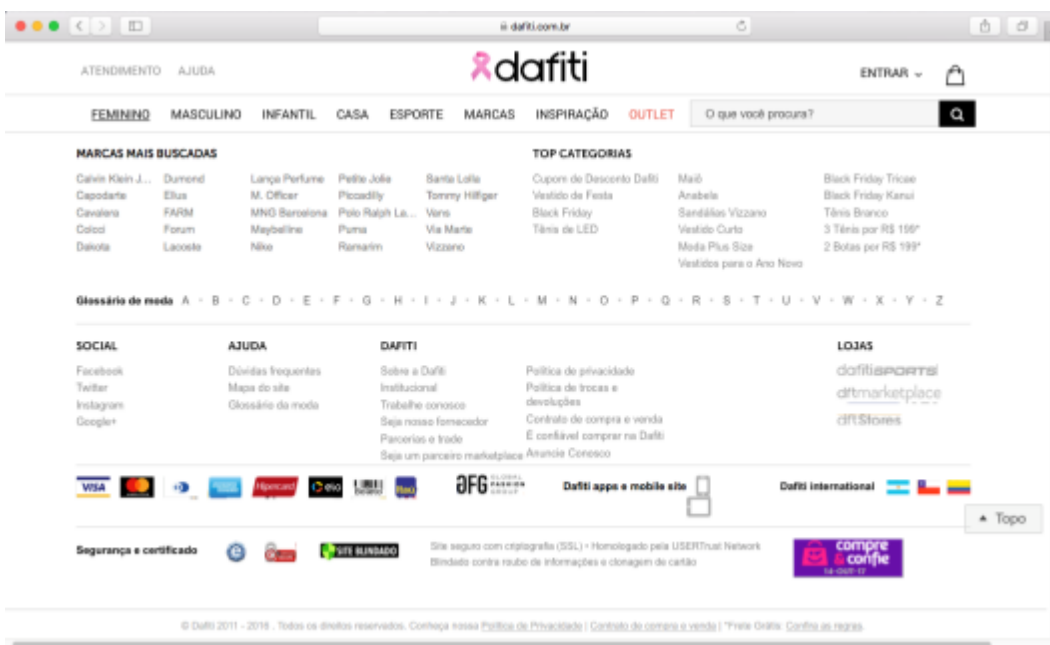 dafiti.com.br
ATENDIMENTO AJUDA
dafiti
ENTRAR
FEMININO MASCULINO INFANTIL CASA ESPORTE MARCAS INSPIRAÇÃO OUTLET O que você procura?
MARCAS MAIS BUSCADAS
Calvin Klein J... Dumond Lança Perfume Petite Jolie Santa Lolla
Capodarte Ellus M. Officer Piccadilly Tommy Hilfiger
Cavalera FARM MNG Barcelona Polo Ralph La... Vans
Colcci Forum Maybelline Puma Via Marte
Dakota Lacoste Nike Ramarim Vizzano
TOP CATEGORIAS
Cupom de Desconto Dafiti Maiô Black Friday Tricae
Vestido de Festa Anabela Black Friday Kanui
Black Friday Sandálias Vizzano Tênis Branco
Tênis de LED Vestido Curto 3 Tênis por R$ 199*
Moda Plus Size 2 Botas por R$ 199*
Vestidos para o Ano Novo
Glossário de moda A • B • C • D • E • F • G • H • I • J • K • L • M • N • O • P • Q • R • S • T • U • V • W • X • Y • Z
SOCIAL
Facebook
Twitter
Instagram
Google+
AJUDA
Dúvidas frequentes
Mapa do site
Glossário da moda
DAFITI
Sobre a Dafiti
Institucional
Trabalhe conosco
Seja nosso fornecedor
Parcerias e trade
Seja um parceiro marketplace
Política de privacidade
Política de trocas e
devoluções
Contrato de compra e venda
É confiável comprar na Dafiti
Anuncie Conosco
LOJAS
dafitiSPORTS
dftmarketplace
dftStores
VISA Hipercard elo Itaú
GFG GLOBAL FASHION GROUP
Dafiti apps e mobile site
Dafiti international
Topo
Segurança e certificado
SITE BLINDADO
Site seguro com criptografia (SSL) • Homologado pela USERTrust Network
Blindado contra roubo de informações e clonagem de cartão
compre
& confie
14-OUT-17
© Dafiti 2011 - 2016 . Todos os direitos reservados. Conheça nossa Política de Privacidade | Contrato de compra e venda | *Frete Grátis: Confira as regras.